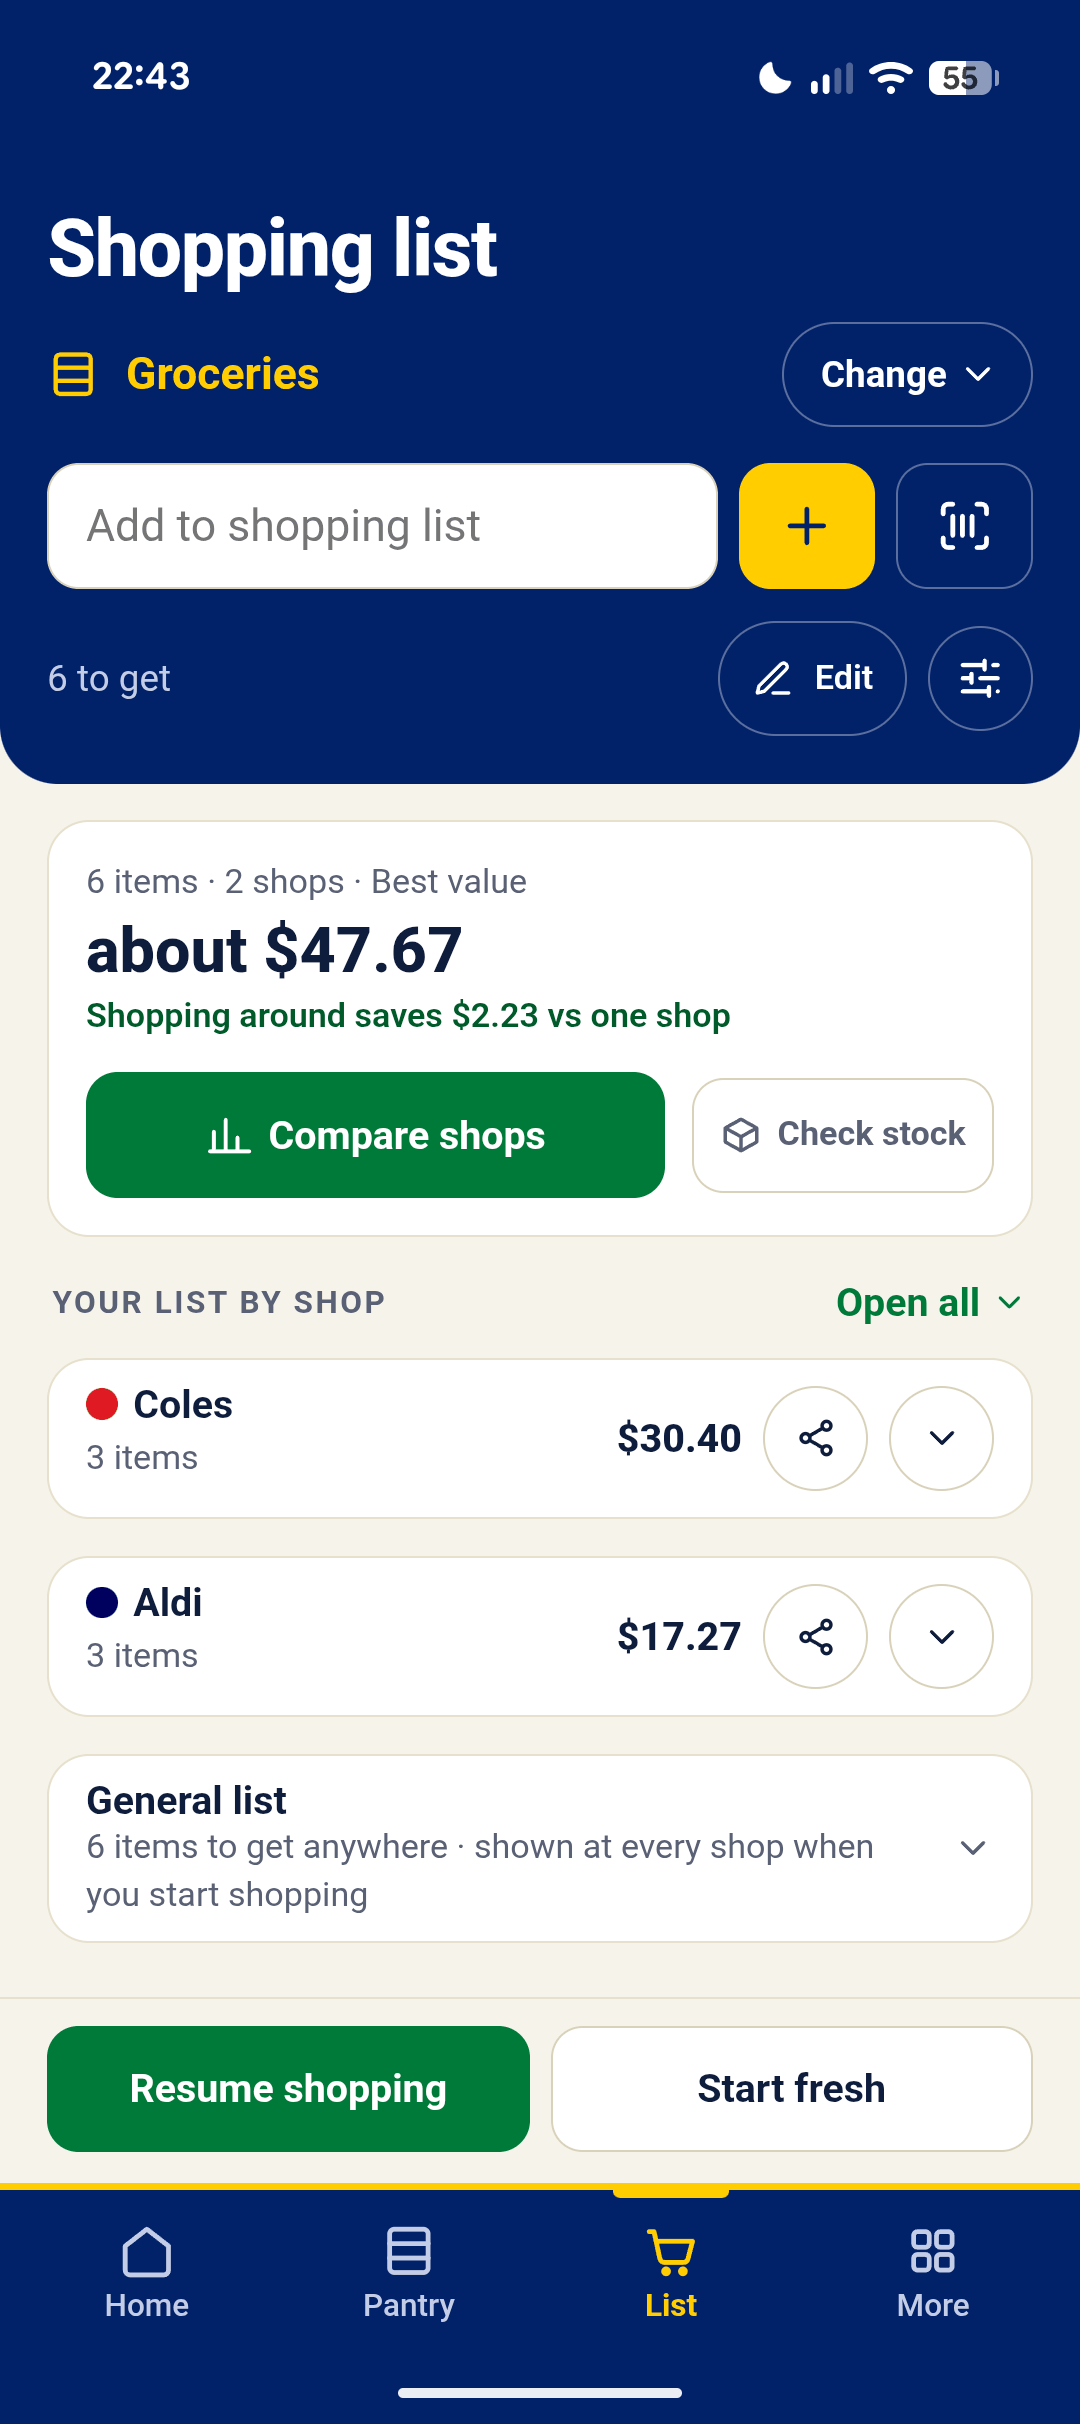 22:43
55
Shopping list
Groceries
Change
Add to shopping list
6 to get
Edit
6 items · 2 shops · Best value
about $47.67
Shopping around saves $2.23 vs one shop
Compare shops
Check stock
YOUR LIST BY SHOP
Open all
Coles
3 items
$30.40
Aldi
3 items
$17.27
General list
6 items to get anywhere · shown at every shop when
you start shopping
Resume shopping
Start fresh
Home
Pantry
List
More